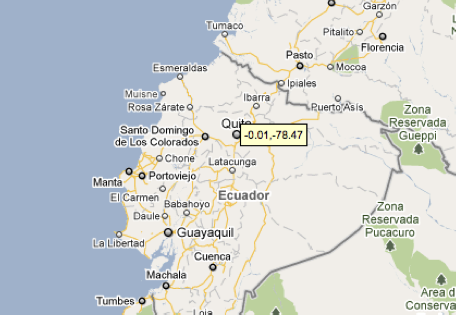 Garzón
Tumaco
Pitalito
Florencia
Pasto
Mocoa
Esmeraldas
Ipiales
Muisne
Ibarra
Rosa Zárate
Puerto Asís
Zona
Reservada
Gueppi
Quito
-0.01,-78.47
Santo Domingo
de Los Colorados
Chone
Latacunga
Manta
Portoviejo
El Carmen
Ecuador
Babahoyo
Daule
Zona
Reservada
Pucacuro
Guayaquil
La Libertad
Cuenca
Machala
Area d
Conserva
Tumbes
Loja